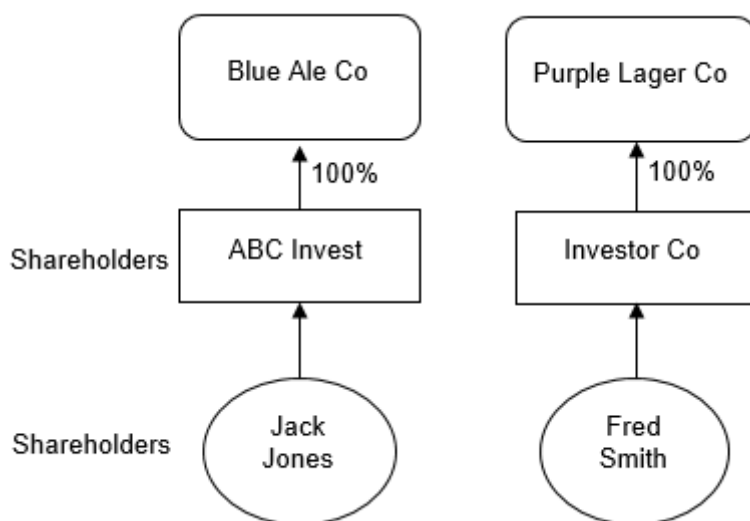 Blue Ale Co
Purple Lager Co
100%
100%
Shareholders
ABC Invest
Investor Co
Shareholders
Jack
Jones
Fred
Smith